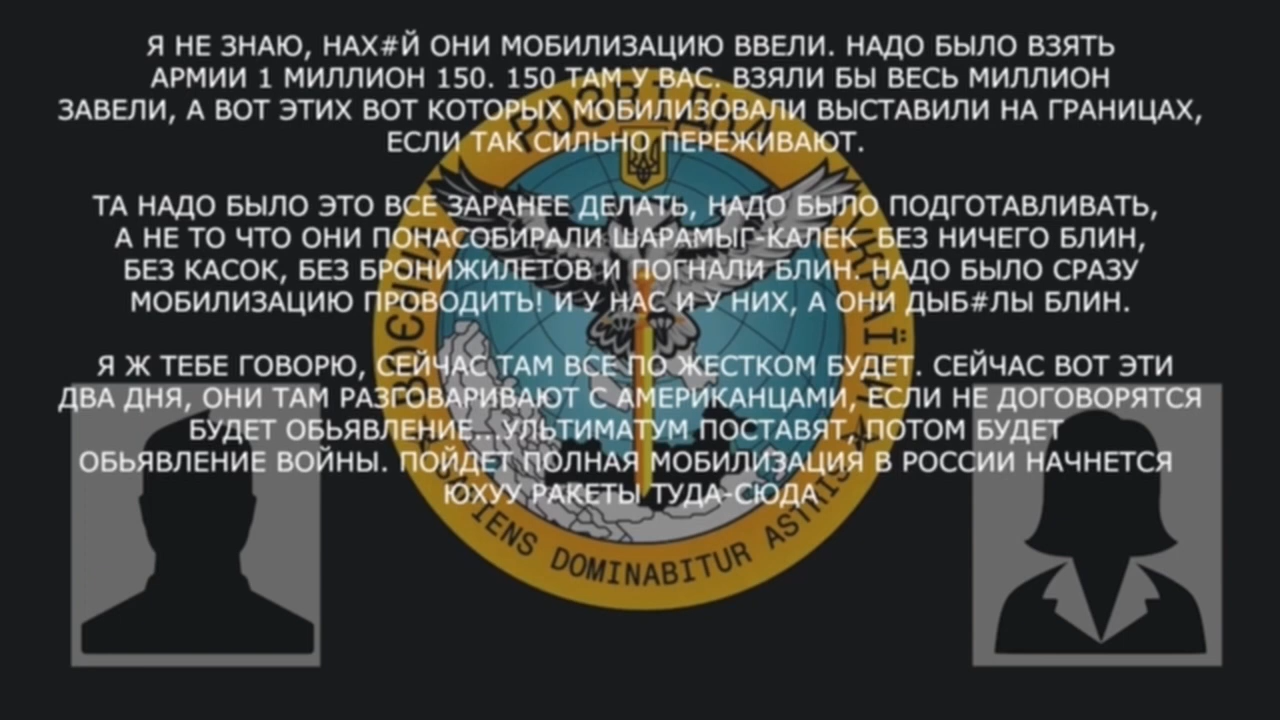 Я НЕ ЗНАЮ, НАХ#Й ОНИ МОБИЛИЗАЦИЮ ВВЕЛИ. НАДО БЫЛО ВЗЯТЬ
АРМИИ 1 МИЛЛИОН 150. 150 ТАМ У ВАС. ВЗЯЛИ БЫ ВЕСЬ МИЛЛИОН
ЗАВЕЛИ, А ВОТ ЭТИХ ВОТ КОТОРЫХ МОБИЛИЗОВАЛИ ВЫСТАВИЛИ НА ГРАНИЦАХ,
ЕСЛИ ТАК СИЛЬНО ПЕРЕЖИВАЮТ.
ТА НАДО БЫЛО ЭТО ВСЕ ЗАРАНЕЕ ДЕЛАТЬ, НАДО БЫЛО ПОДГОТАВЛИВАТЬ,
А НЕ ТО ЧТО ОНИ ПОНАСОБИРАЛИ ШАРАМЫГ-КАЛЕК БЕЗ НИЧЕГО БЛИН,
БЕЗ КАСОК, БЕЗ БРОНИЖИЛЕТОВ И ПОГНАЛИ БЛИН. НАДО БЫЛО СРАЗУ
МОБИЛИЗАЦИЮ ПРОВОДИТЬ! И У НАС И У НИХ, А ОНИ ДЫБ#ЛЫ БЛИН.
Я Ж ТЕБЕ ГОВОРЮ, СЕЙЧАС ТАМ ВСЕ ПО ЖЕСТКОМ БУДЕТ. СЕЙЧАС ВОТ ЭТИ
ДВА ДНЯ, ОНИ ТАМ РАЗГОВАРИВАЮТ С АМЕРИКАНЦАМИ, ЕСЛИ НЕ ДОГОВОРЯТСЯ
БУДЕТ ОБЬЯВЛЕНИЕ... УЛЬТИМАТУМ ПОСТАВЯТ, ПОТОМ БУДЕТ
ОБЬЯВЛЕНИЕ ВОЙНЫ. ПОЙДЕТ ПОЛНАЯ МОБИЛИЗАЦИЯ В РОССИИ НАЧНЕТСЯ
ЮХУУ РАКЕТЫ ТУДА-СЮДА
ВОЄННА РОЗВІДКА УКРАЇНИ
SAPIENS DOMINABITUR ASTRIS